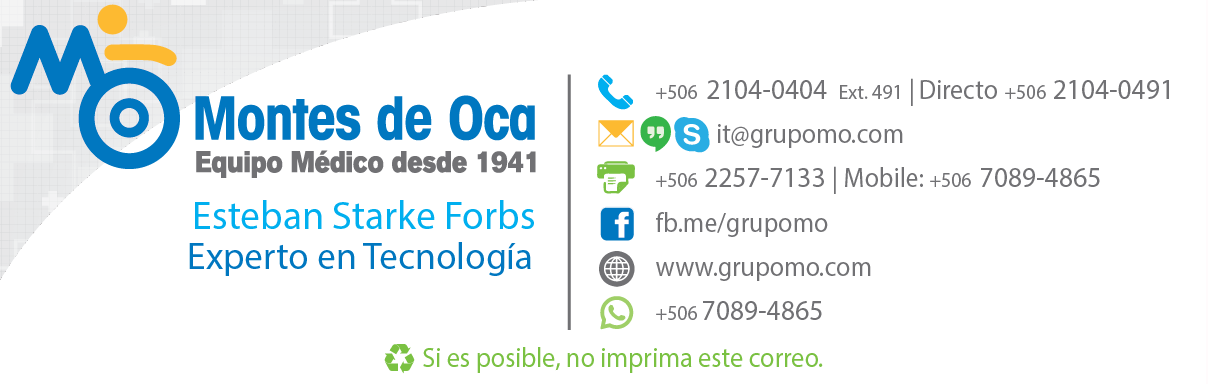 MO
Montes de Oca
Equipo Médico desde 1941
Esteban Starke Forbs
Experto en Tecnología
+506 2104-0404 Ext. 491 | Directo +506 2104-0491
it@grupomo.com
+506 2257-7133 | Mobile: +506 7089-4865
fb.me/grupomo
www.grupomo.com
+506 7089-4865
Si es posible, no imprima este correo.